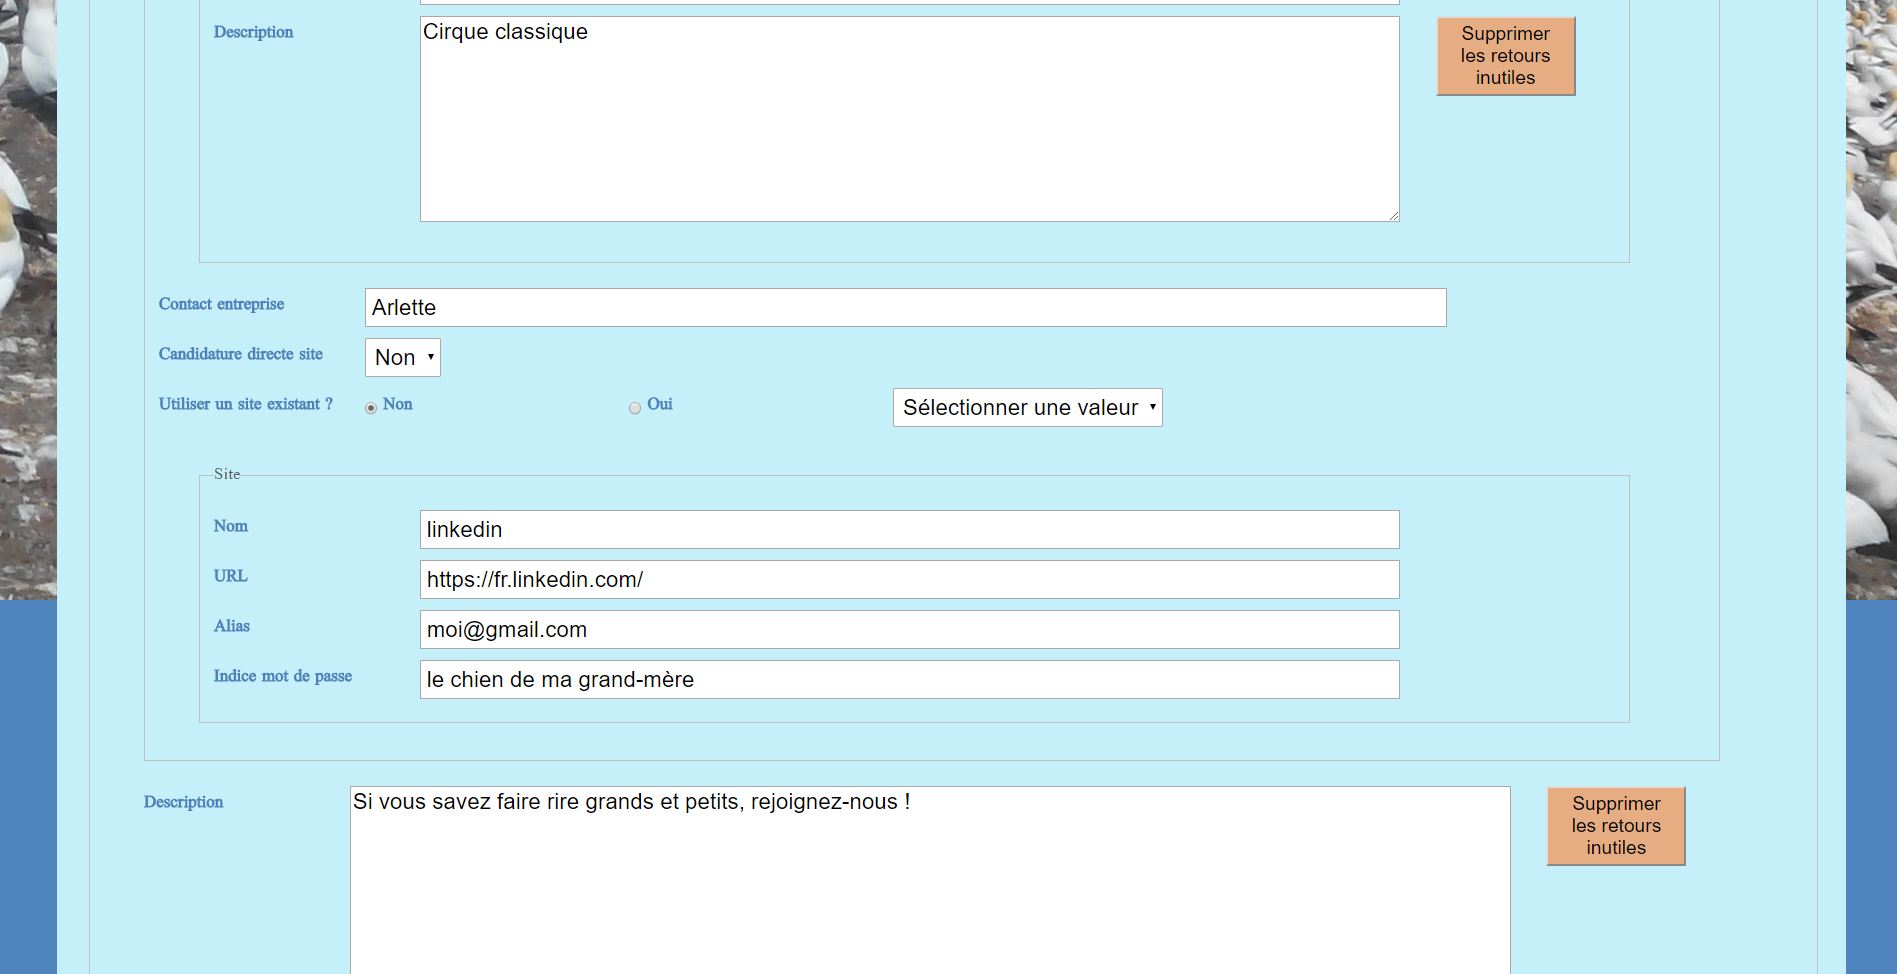 Description
Cirque classique
Supprimer
les retours
inutiles
Contact entreprise
Arlette
Candidature directe site
Non
Utiliser un site existant ?
Non
Oui
Sélectionner une valeur
Site
Nom
linkedin
URL
https://fr.linkedin.com/
Alias
moi@gmail.com
Indice mot de passe
le chien de ma grand-mère
Description
Si vous savez faire rire grands et petits, rejoignez-nous !
Supprimer
les retours
inutiles